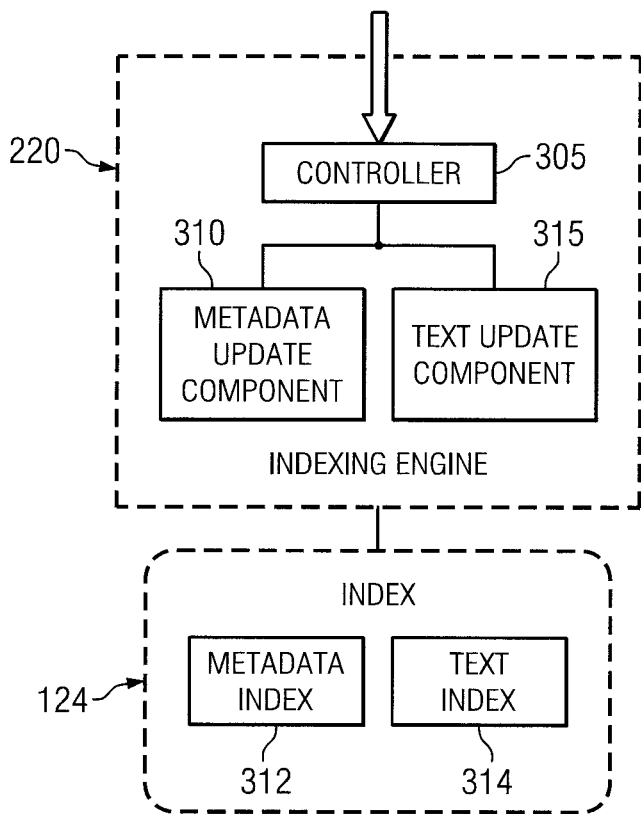 220
CONTROLLER
305
310
315
METADATA
UPDATE
COMPONENT
TEXT UPDATE
COMPONENT
INDEXING ENGINE
INDEX
124
METADATA
INDEX
TEXT
INDEX
312
314